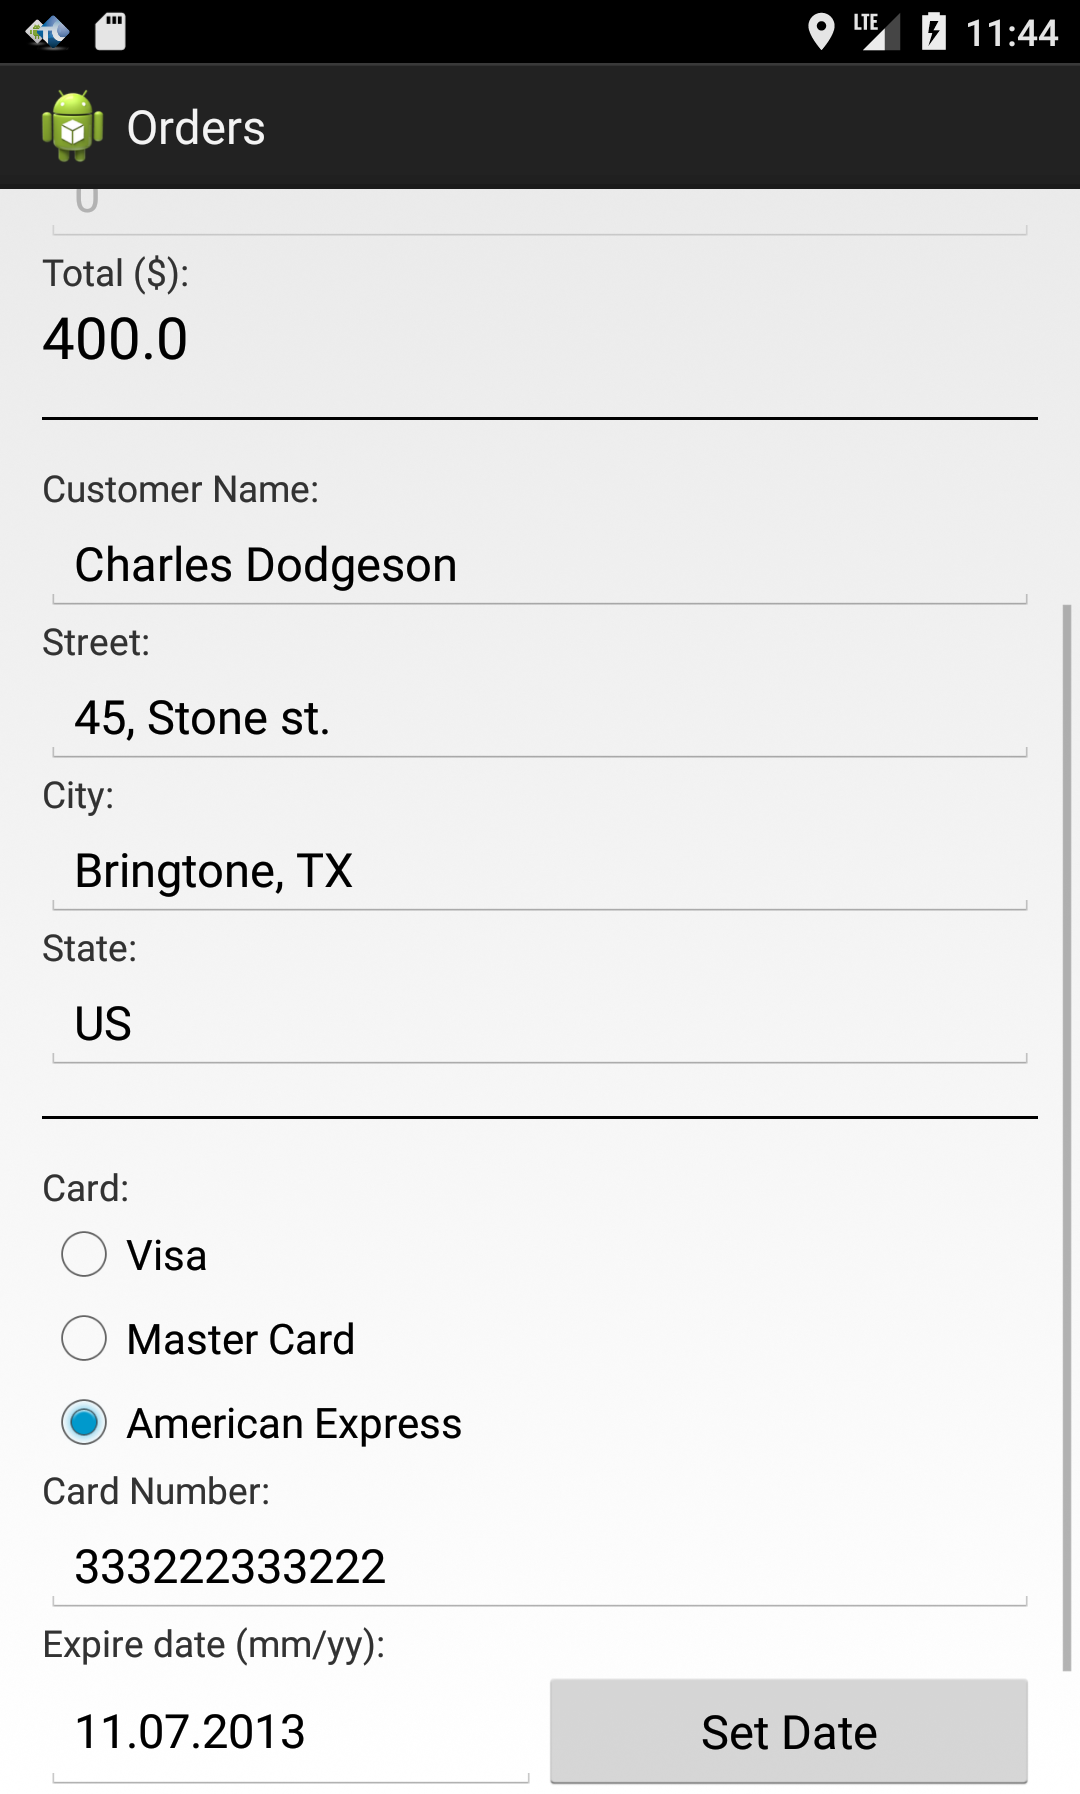 LTE 11:44
Orders
0
Total ($):
400.0
Customer Name:
Charles Dodgeson
Street:
45, Stone st.
City:
Bringtone, TX
State:
US
Card:
Visa
Master Card
American Express
Card Number:
333222333222
Expire date (mm/yy):
11.07.2013 Set Date